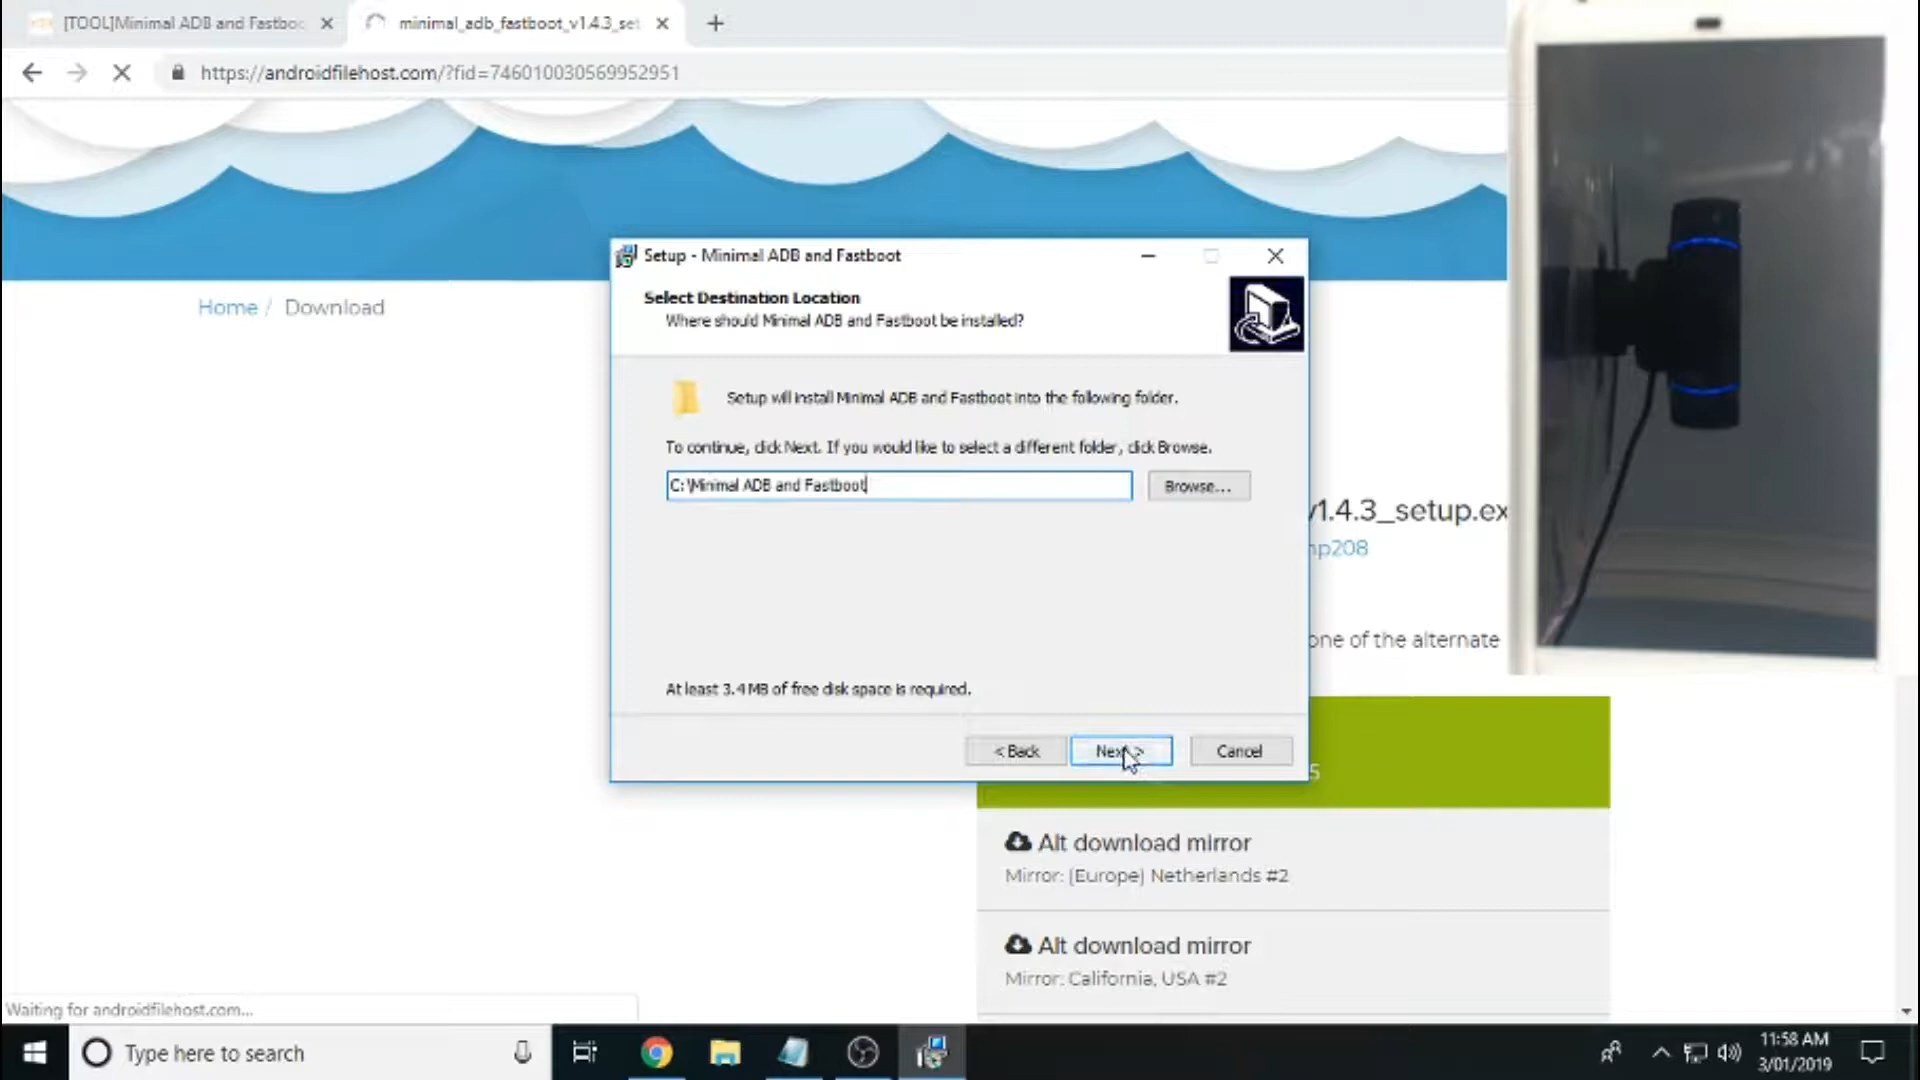 [TOOL]Minimal ADB and Fastboo
minimal_adb_fastboot_v1.4.3_set
https://androidfilehost.com/?fid=746010030569952951
Home / Download
Setup - Minimal ADB and Fastboot
Select Destination Location
Where should Minimal ADB and Fastboot be installed?
Setup will install Minimal ADB and Fastboot into the following folder.
To continue, click Next. If you would like to select a different folder, click Browse.
C:\Minimal ADB and Fastboot
Browse...
v1.4.3_setup.ex
mp208
one of the alternate
At least 3.4 MB of free disk space is required.
< Back
Next >
Cancel
s
Alt download mirror
Mirror: (Europe) Netherlands #2
Alt download mirror
Mirror: California, USA #2
Waiting for androidfilehost.com...
Type here to search
11:58 AM
3/01/2019